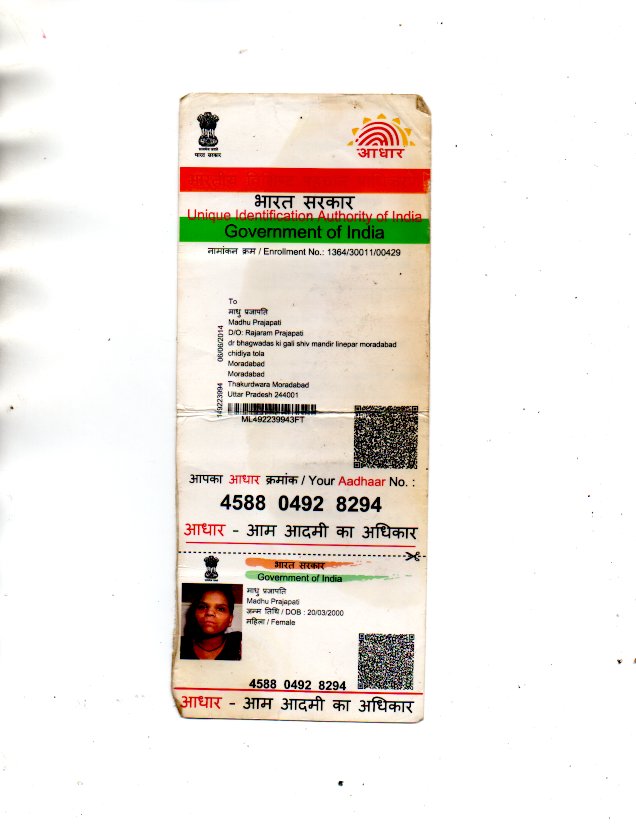 आधार
भारत सरकार
Unique Identification Authority of India
Government of India
नामांकन क्रम / Enrollment No.: 1364/30011/00429
To
माधु प्रजापति
Madhu Prajapati
D/O: Rajaram Prajapati
dr bhagwadas ki gali shiv mandir linepar moradabad
chidiya tola
Moradabad
Moradabad
Thakurdwara Moradabad
Uttar Pradesh 244001
149223994 06/06/2014
ML492239943FT
आपका आधार क्रमांक / Your Aadhaar No. :
4588 0492 8294
आधार - आम आदमी का अधिकार
भारत सरकार
Government of India
माधु प्रजापति
Madhu Prajapati
जन्म तिथि / DOB : 20/03/2000
महिला / Female
4588 0492 8294
आधार - आम आदमी का अधिकार